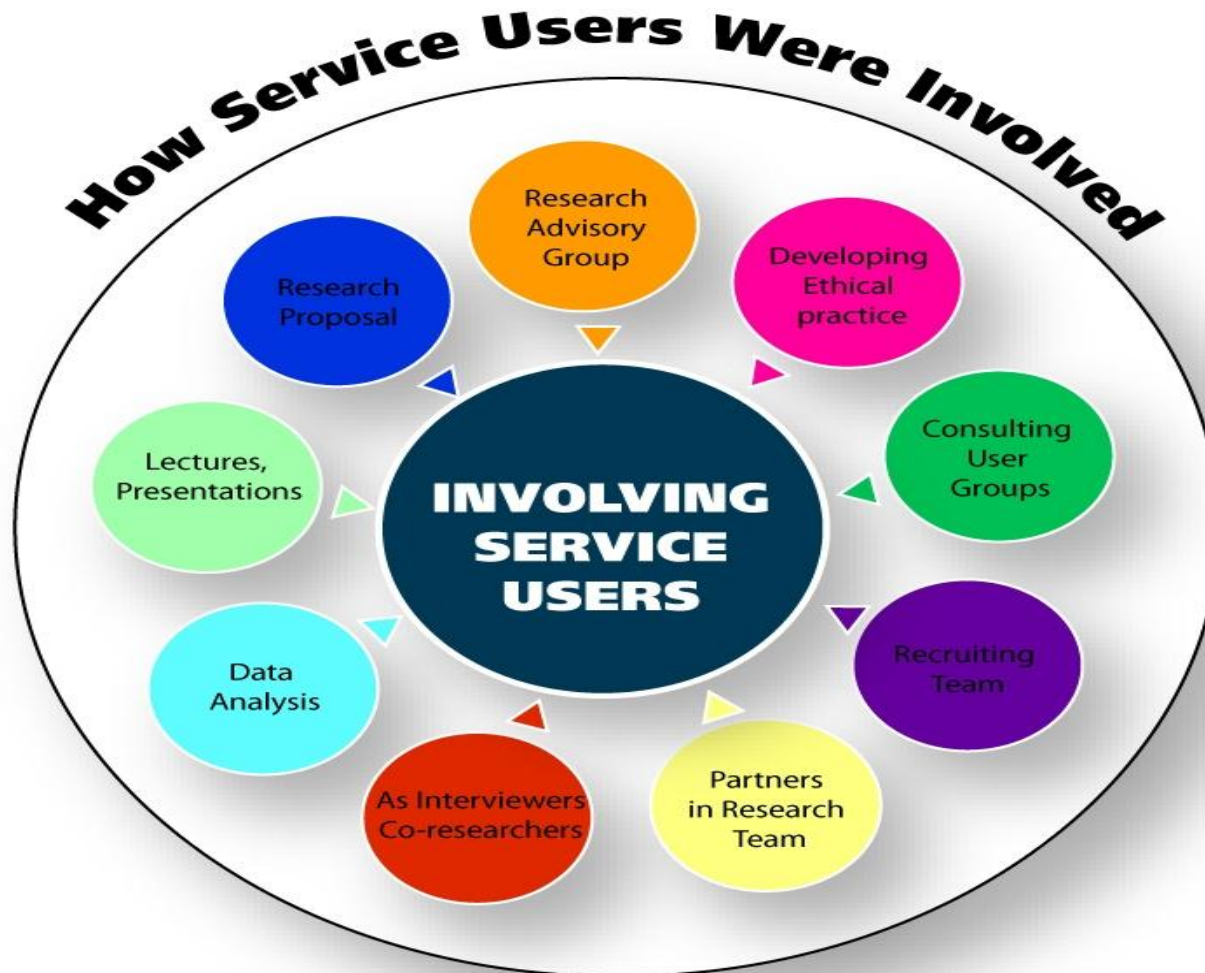 How Service Users Were Involved
Research
Advisory
Group
Developing
Ethical
practice
Consulting
User
Groups
Recruiting
Team
Partners
in Research
Team
As Interviewers
Co-researchers
Data
Analysis
Lectures,
Presentations
Research
Proposal
INVOLVING
SERVICE
USERS